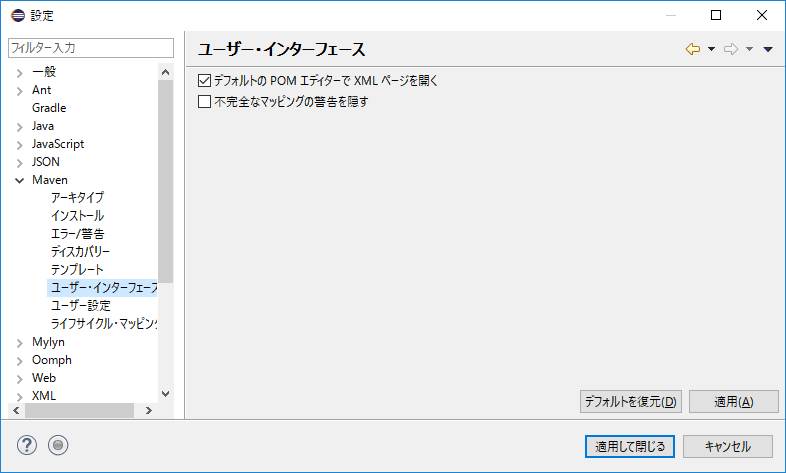 設定
フィルター入力
一般
Ant
Gradle
Java
JavaScript
JSON
Maven
アーキタイプ
インストール
エラー/警告
ディスカバリー
テンプレート
ユーザー・インターフェース
ユーザー設定
ライフサイクル・マッピング
Mylyn
Oomph
Web
XML
ユーザー・インターフェース
デフォルトの POM エディターで XML ページを開く
不完全なマッピングの警告を隠す
デフォルトを復元(D)
適用(A)
?
適用して閉じる
キャンセル